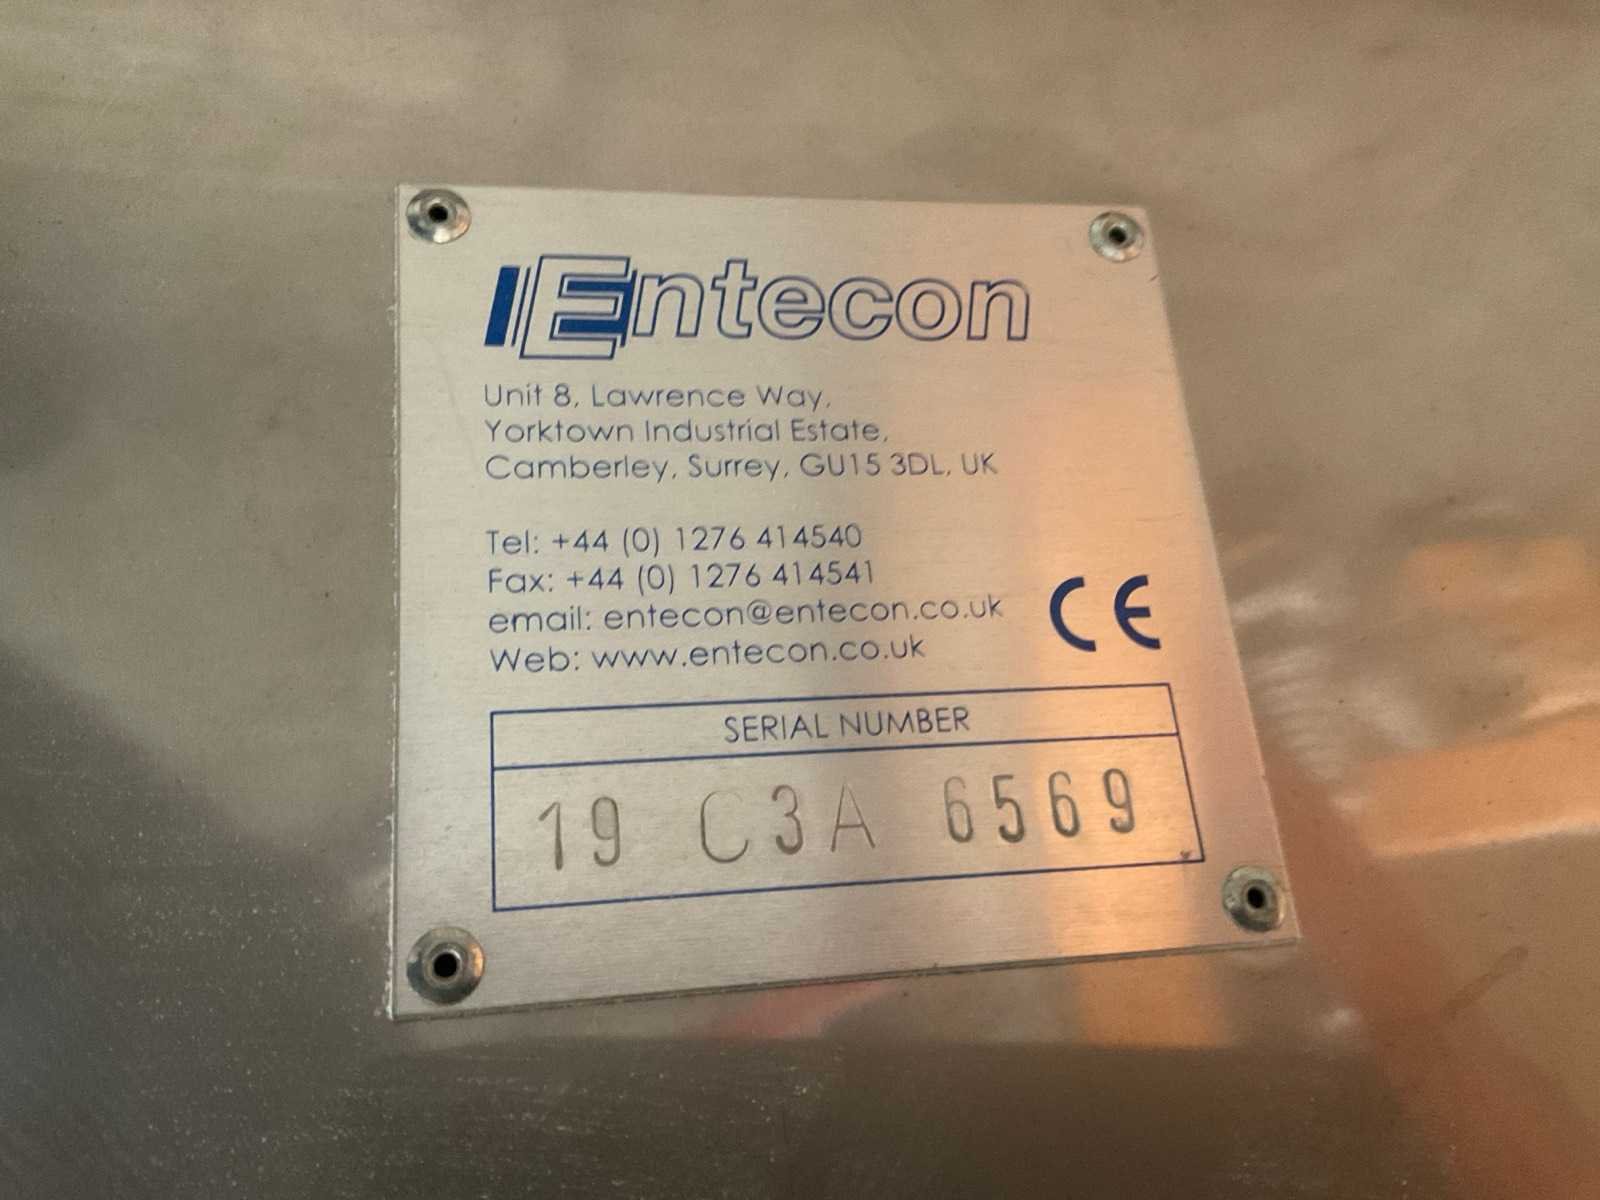 Entecon
Unit 8, Lawrence Way,
Yorktown Industrial Estate,
Camberley, Surrey, GU15 3DL, UK
Tel: +44 (0) 1276 414540
Fax: +44 (0) 1276 414541
email: entecon@entecon.co.uk
Web: www.entecon.co.uk
CE
SERIAL NUMBER
19 C3A 6569